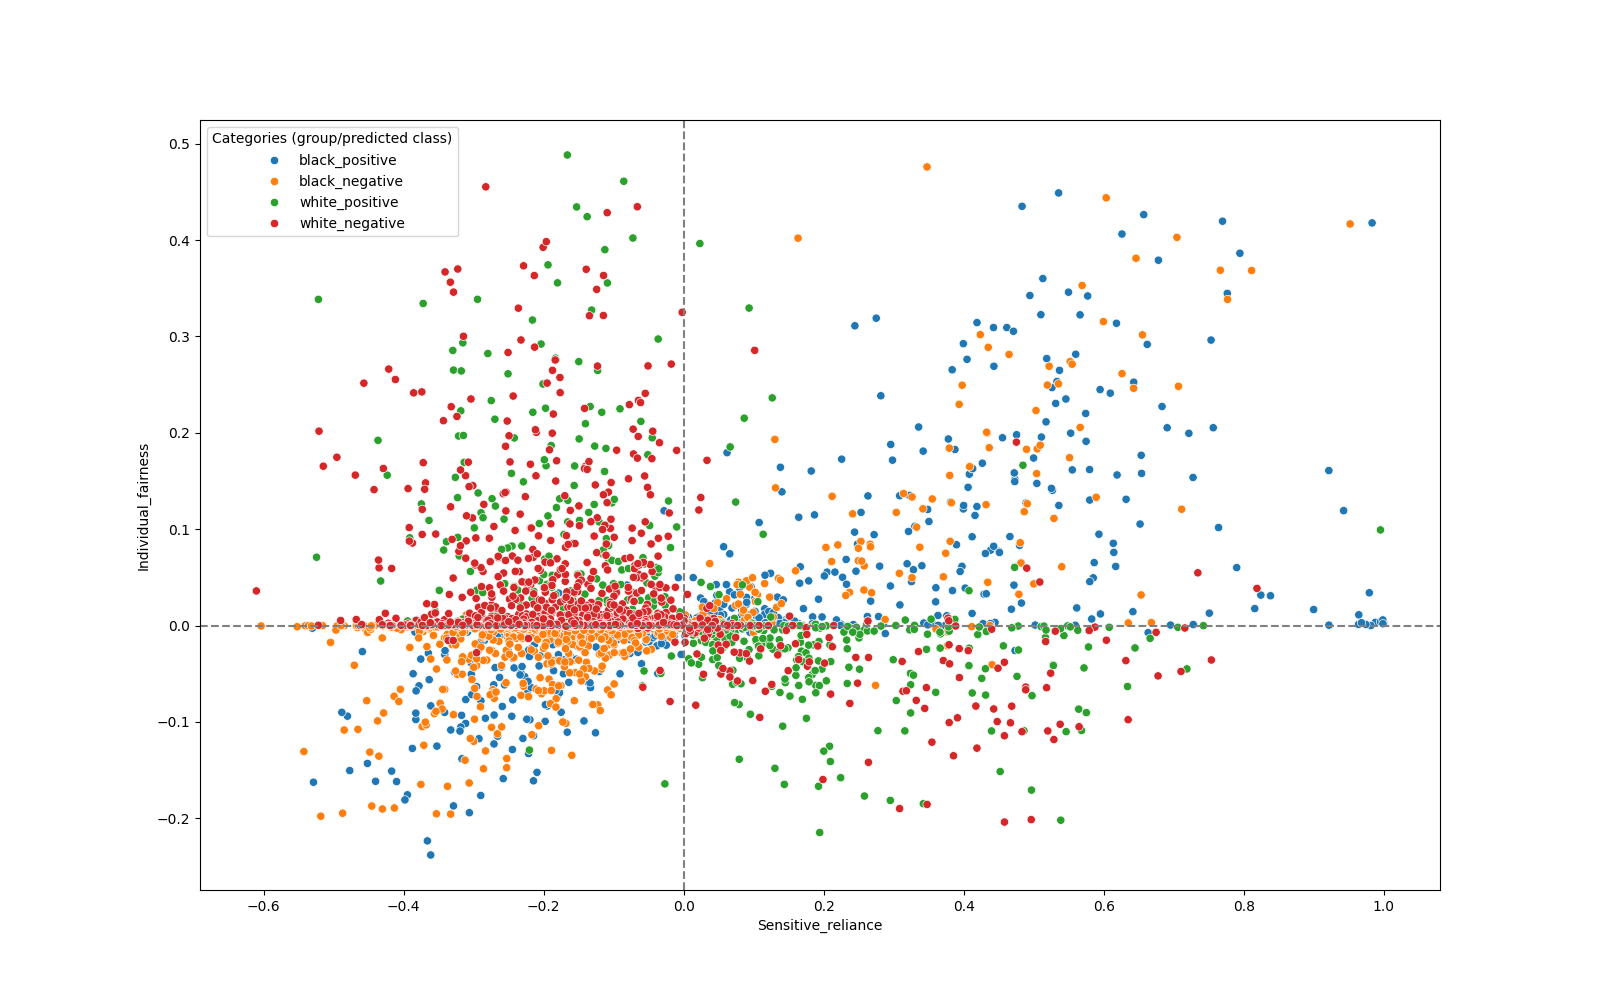 Categories (group/predicted class)
black_positive
black_negative
white_positive
white_negative
0.5
0.4
0.3
0.2
0.1
0.0
−0.1
−0.2
Individual_fairness
−0.6
−0.4
−0.2
0.0
0.2
0.4
0.6
0.8
1.0
Sensitive_reliance